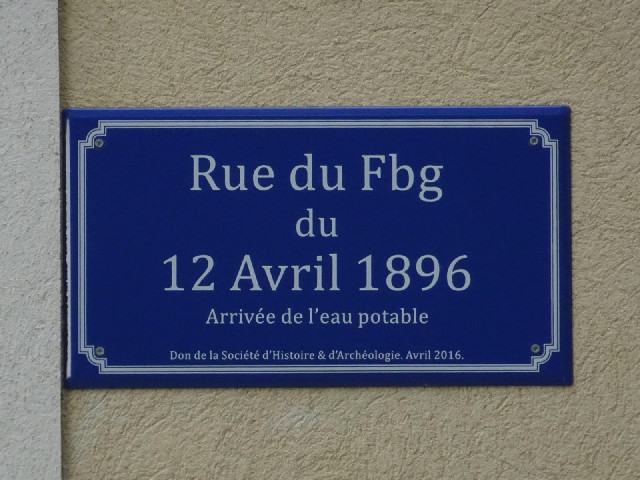 Rue du Fbg
du
12 Avril 1896
Arrivée de l'eau potable
Don de la Société d'Histoire & d'Archéologie. Avril 2016.